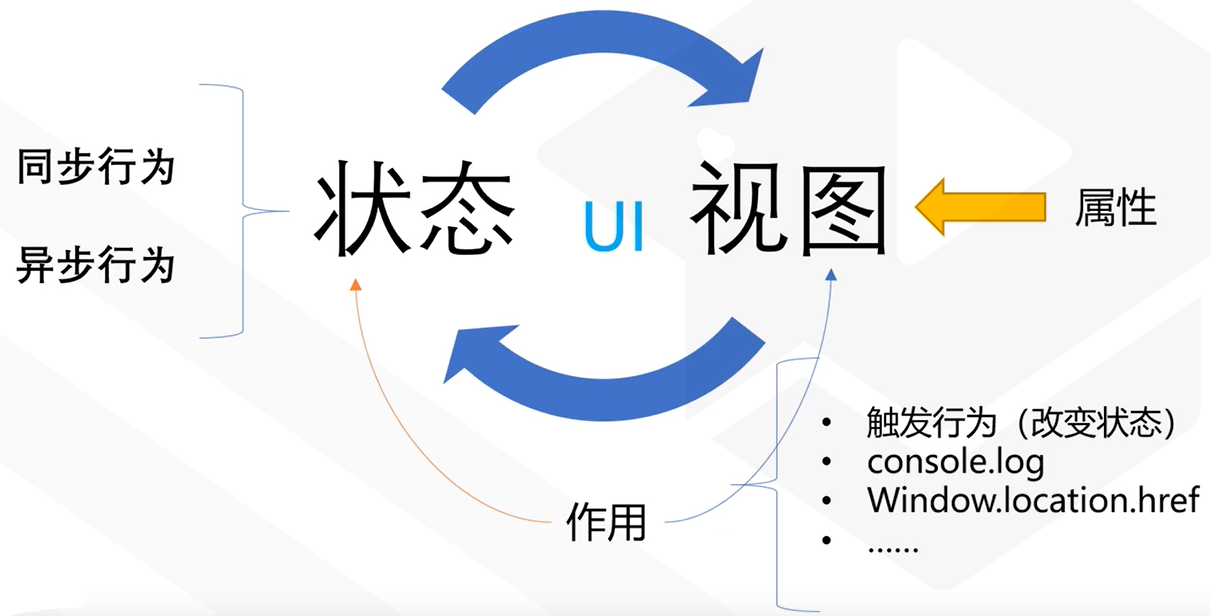 同步行为
异步行为
状态
UI
视图
属性
作用
• 触发行为（改变状态）
• console.log
• Window.location.href
• ……